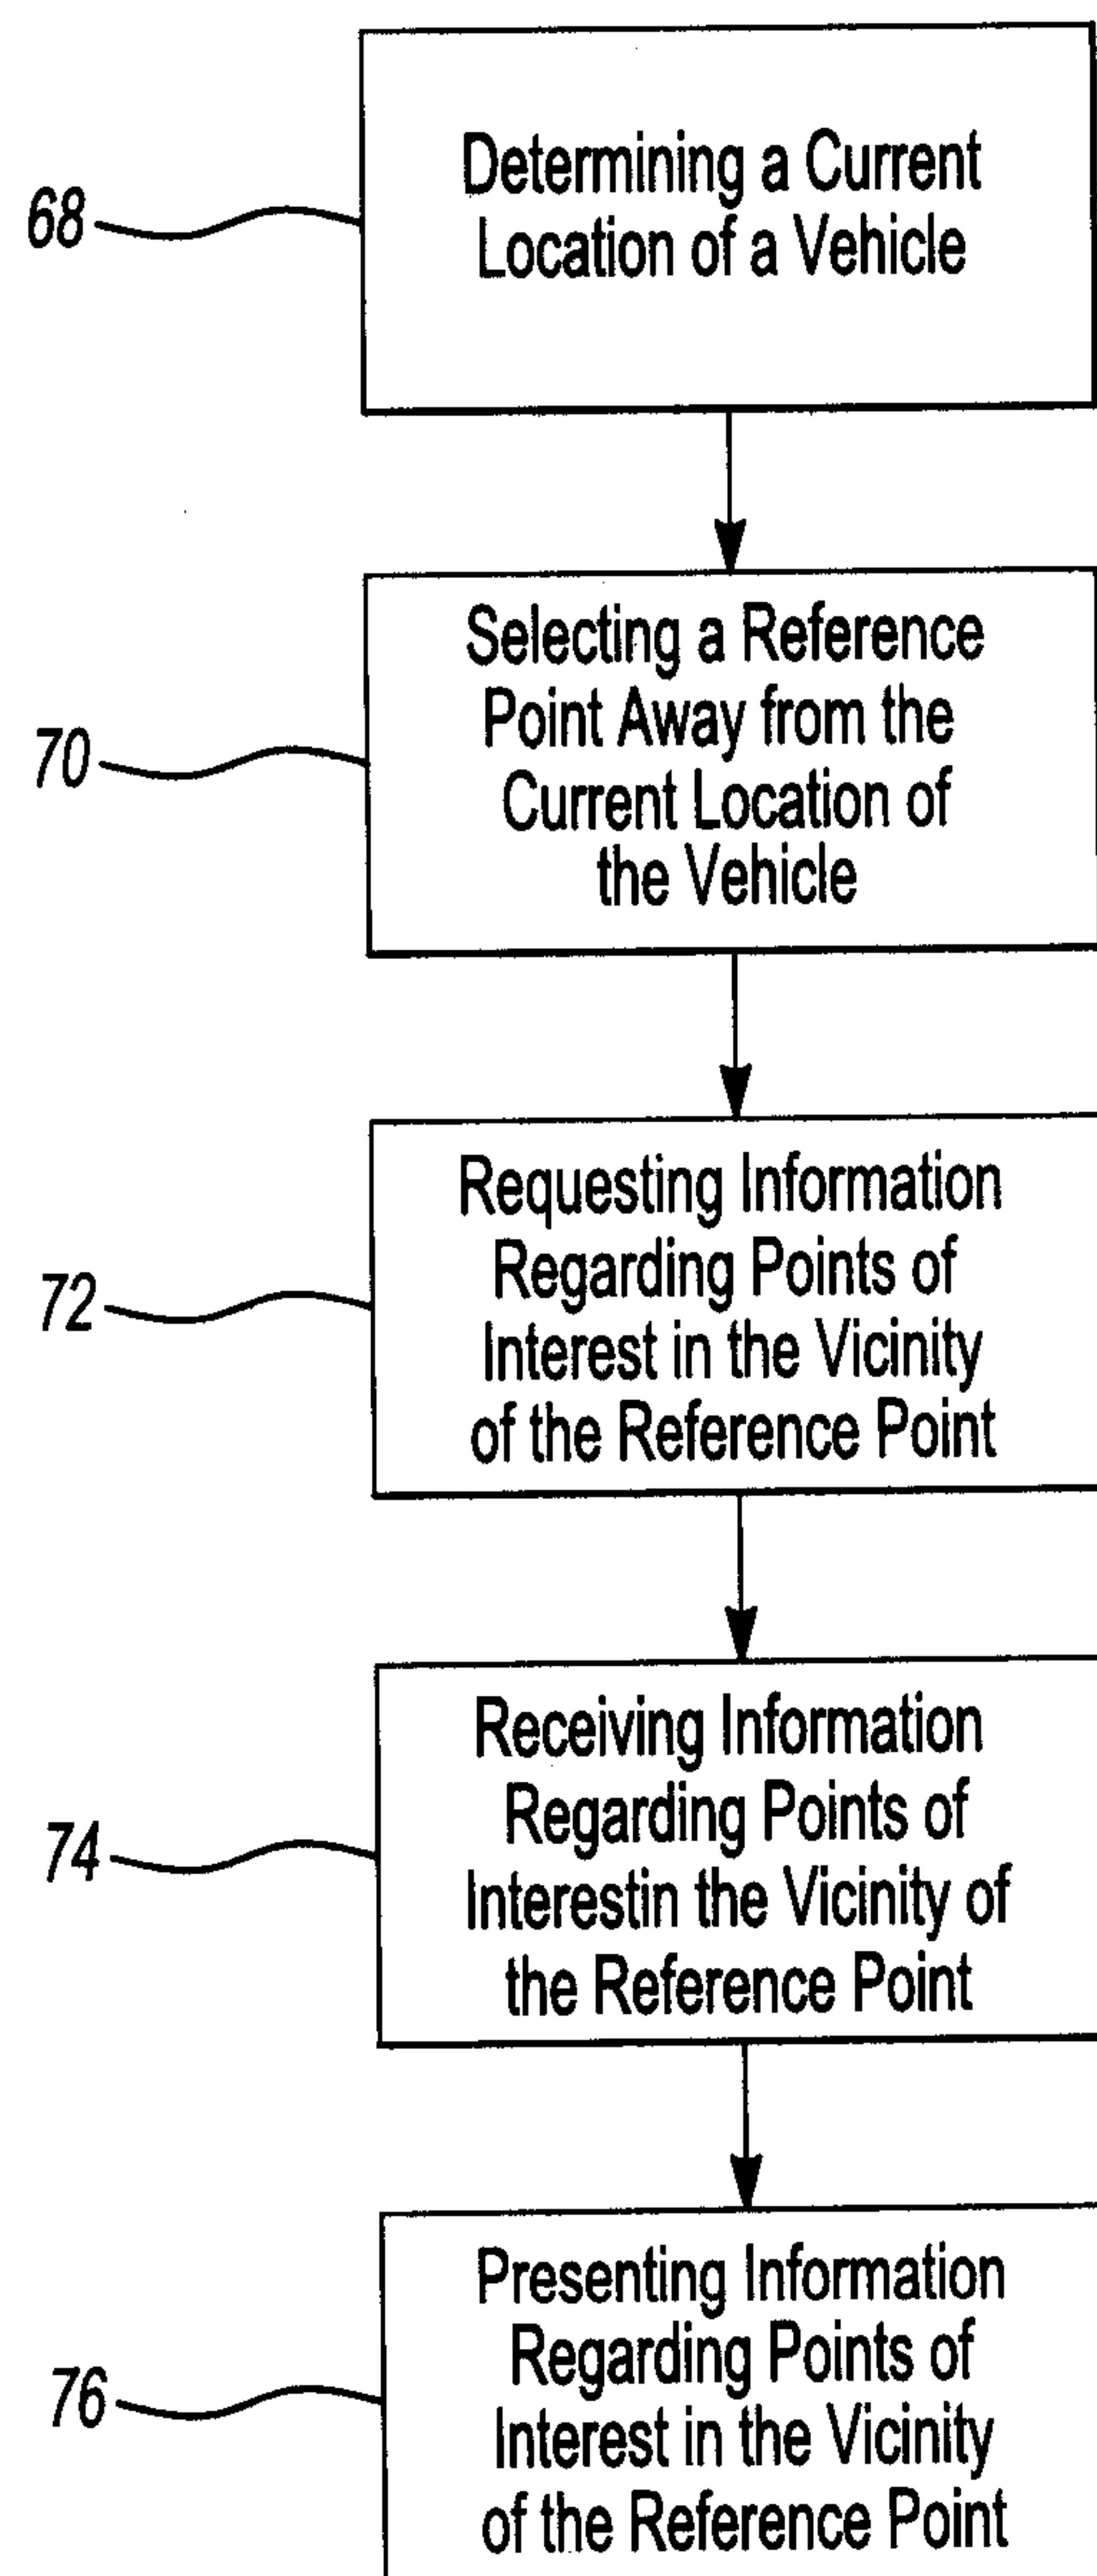 68
Determining a Current
Location of a Vehicle
70
Selecting a Reference
Point Away from the
Current Location of
the Vehicle
72
Requesting Information
Regarding Points of
Interest in the Vicinity
of the Reference Point
74
Receiving Information
Regarding Points of
Interestin the Vicinity of
the Reference Point
76
Presenting Information
Regarding Points of
Interest in the Vicinity
of the Reference Point